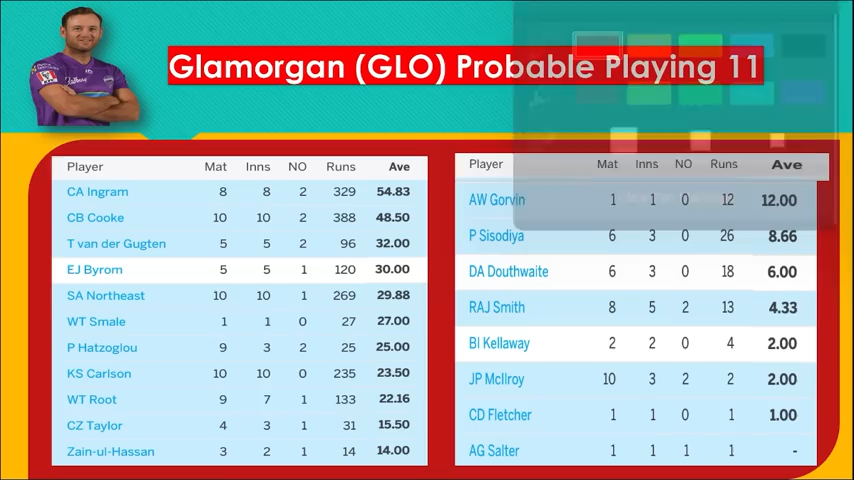 Glamorgan (GLO) Probable Playing 11
Player Mat Inns NO Runs Ave
CA Ingram 8 8 2 329 54.83
CB Cooke 10 10 2 388 48.50
T van der Gugten 5 5 2 96 32.00
EJ Byrom 5 5 1 120 30.00
SA Northeast 10 10 1 269 29.88
WT Smale 1 1 0 27 27.00
P Hatzoglou 9 3 2 25 25.00
KS Carlson 10 10 0 235 23.50
WT Root 9 7 1 133 22.16
CZ Taylor 4 3 1 31 15.50
Zain-ul-Hassan 3 2 1 14 14.00
Player Mat Inns NO Runs Ave
AW Gorvin 1 1 0 12 12.00
P Sisodiya 6 3 0 26 8.66
DA Douthwaite 6 3 0 18 6.00
RAJ Smith 8 5 2 13 4.33
BI Kellaway 2 2 0 4 2.00
JP McIlroy 10 3 2 2 2.00
CD Fletcher 1 1 0 1 1.00
AG Salter 1 1 1 1 -